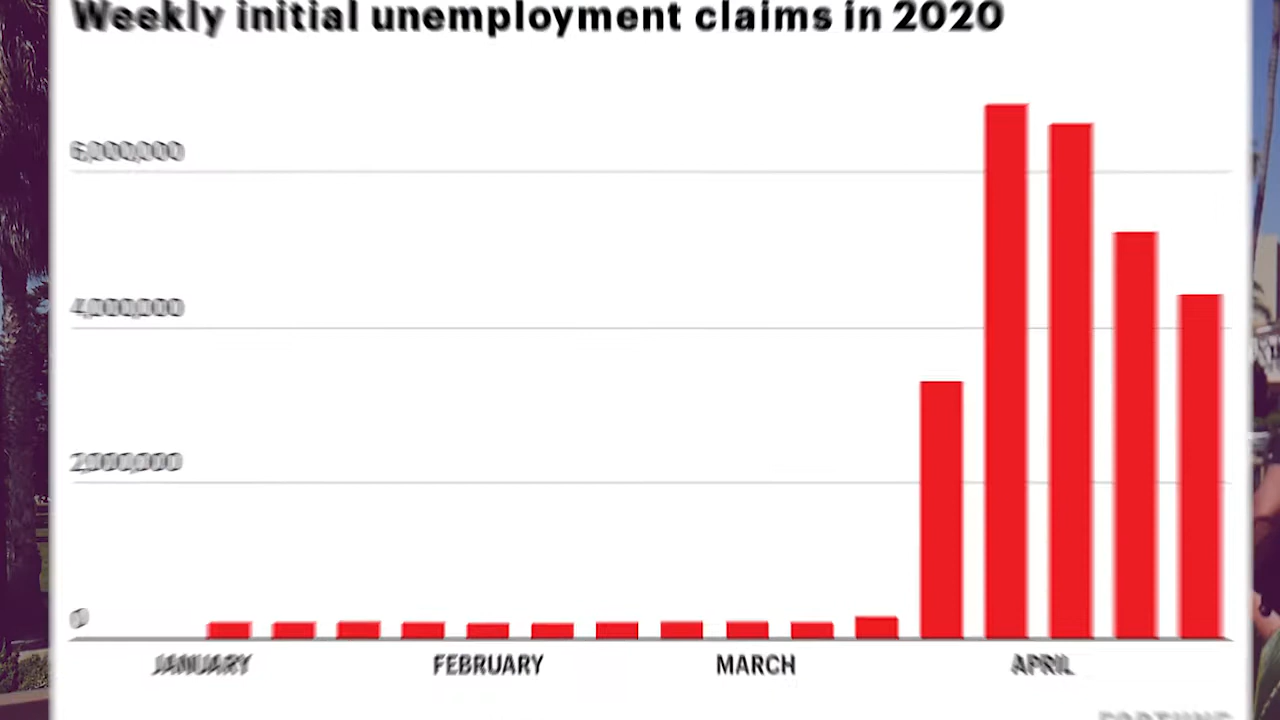 Weekly initial unemployment claims in 2020
6,000,000
4,000,000
2,000,000
0
JANUARY FEBRUARY MARCH APRIL